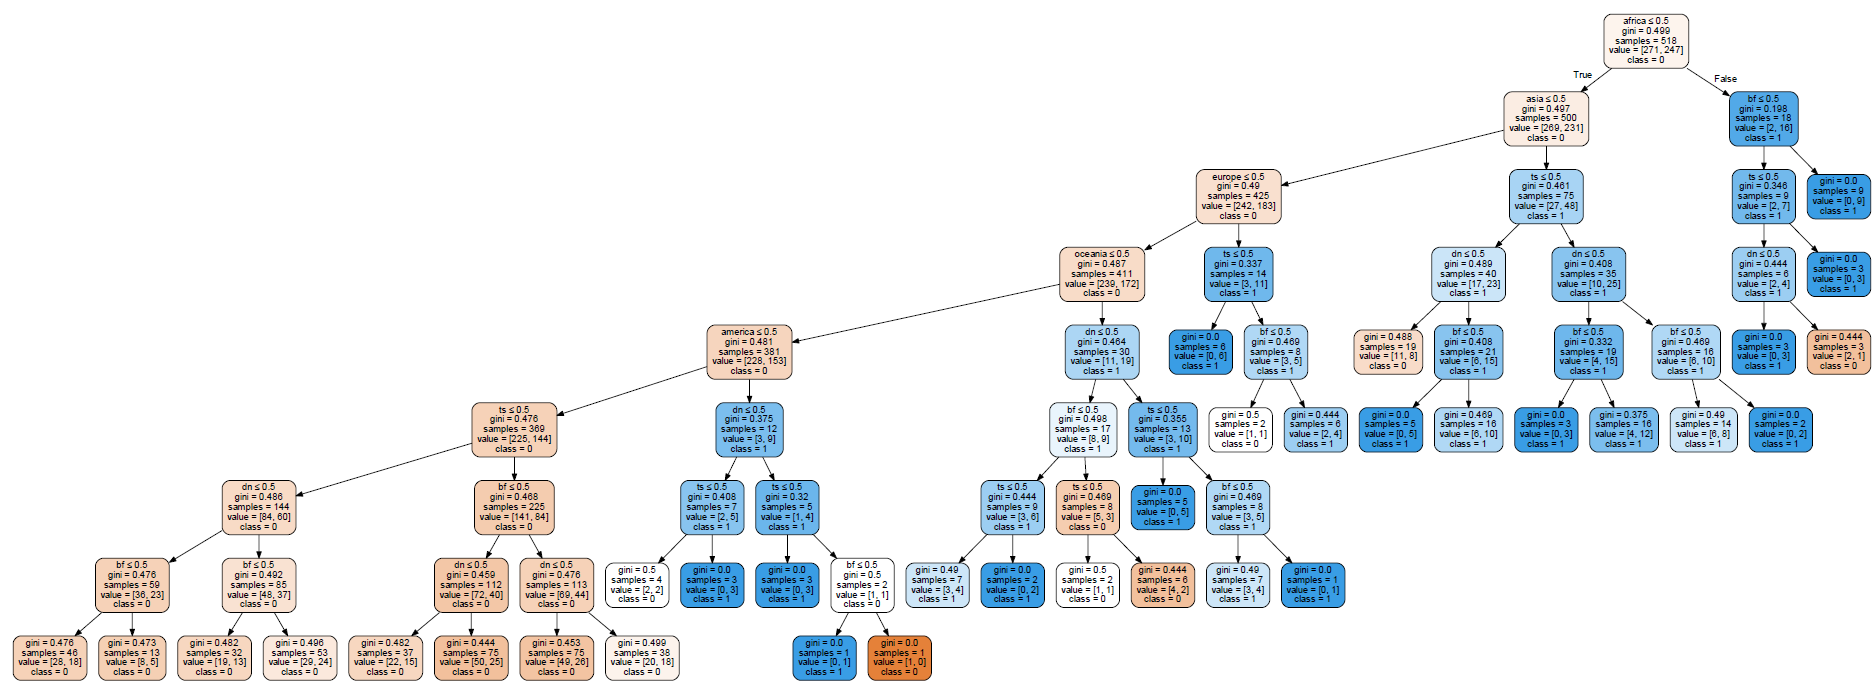 africa ≤ 0.5
gini = 0.499
samples = 518
value = [271, 247]
class = 0
True
False
asia ≤ 0.5
gini = 0.497
samples = 500
value = [269, 231]
class = 0
bf ≤ 0.5
gini = 0.198
samples = 18
value = [2, 16]
class = 1
europe ≤ 0.5
gini = 0.49
samples = 425
value = [242, 183]
class = 0
ts ≤ 0.5
gini = 0.461
samples = 75
value = [27, 48]
class = 1
ts ≤ 0.5
gini = 0.346
samples = 9
value = [2, 7]
class = 1
gini = 0.0
samples = 9
value = [0, 9]
class = 1
oceania ≤ 0.5
gini = 0.487
samples = 411
value = [239, 172]
class = 0
ts ≤ 0.5
gini = 0.337
samples = 14
value = [3, 11]
class = 1
dn ≤ 0.5
gini = 0.489
samples = 40
value = [17, 23]
class = 1
dn ≤ 0.5
gini = 0.408
samples = 35
value = [10, 25]
class = 1
dn ≤ 0.5
gini = 0.444
samples = 6
value = [2, 4]
class = 1
gini = 0.0
samples = 3
value = [0, 3]
class = 1
america ≤ 0.5
gini = 0.481
samples = 381
value = [228, 153]
class = 0
dn ≤ 0.5
gini = 0.464
samples = 30
value = [11, 19]
class = 1
gini = 0.0
samples = 6
value = [0, 6]
class = 1
bf ≤ 0.5
gini = 0.469
samples = 8
value = [3, 5]
class = 1
gini = 0.488
samples = 19
value = [11, 8]
class = 0
bf ≤ 0.5
gini = 0.408
samples = 21
value = [6, 15]
class = 1
bf ≤ 0.5
gini = 0.332
samples = 19
value = [4, 15]
class = 1
bf ≤ 0.5
gini = 0.469
samples = 16
value = [6, 10]
class = 1
gini = 0.0
samples = 3
value = [0, 3]
class = 1
gini = 0.444
samples = 3
value = [2, 1]
class = 0
ts ≤ 0.5
gini = 0.476
samples = 369
value = [225, 144]
class = 0
dn ≤ 0.5
gini = 0.375
samples = 12
value = [3, 9]
class = 1
bf ≤ 0.5
gini = 0.498
samples = 17
value = [8, 9]
class = 1
ts ≤ 0.5
gini = 0.355
samples = 13
value = [3, 10]
class = 1
gini = 0.5
samples = 2
value = [1, 1]
class = 0
gini = 0.444
samples = 6
value = [2, 4]
class = 1
gini = 0.0
samples = 5
value = [0, 5]
class = 1
gini = 0.469
samples = 16
value = [6, 10]
class = 1
gini = 0.0
samples = 3
value = [0, 3]
class = 1
gini = 0.375
samples = 16
value = [4, 12]
class = 1
gini = 0.49
samples = 14
value = [6, 8]
class = 1
gini = 0.0
samples = 2
value = [0, 2]
class = 1
dn ≤ 0.5
gini = 0.486
samples = 144
value = [84, 60]
class = 0
bf ≤ 0.5
gini = 0.468
samples = 225
value = [141, 84]
class = 0
ts ≤ 0.5
gini = 0.408
samples = 7
value = [2, 5]
class = 1
ts ≤ 0.5
gini = 0.32
samples = 5
value = [1, 4]
class = 1
ts ≤ 0.5
gini = 0.444
samples = 9
value = [3, 6]
class = 1
ts ≤ 0.5
gini = 0.469
samples = 8
value = [5, 3]
class = 0
gini = 0.0
samples = 5
value = [0, 5]
class = 1
bf ≤ 0.5
gini = 0.469
samples = 8
value = [3, 5]
class = 1
bf ≤ 0.5
gini = 0.476
samples = 59
value = [36, 23]
class = 0
bf ≤ 0.5
gini = 0.492
samples = 85
value = [48, 37]
class = 0
dn ≤ 0.5
gini = 0.459
samples = 112
value = [72, 40]
class = 0
dn ≤ 0.5
gini = 0.476
samples = 113
value = [69, 44]
class = 0
gini = 0.5
samples = 4
value = [2, 2]
class = 0
gini = 0.0
samples = 3
value = [0, 3]
class = 1
gini = 0.0
samples = 3
value = [0, 3]
class = 1
bf ≤ 0.5
gini = 0.5
samples = 2
value = [1, 1]
class = 0
gini = 0.49
samples = 7
value = [3, 4]
class = 1
gini = 0.0
samples = 2
value = [0, 2]
class = 1
gini = 0.5
samples = 2
value = [1, 1]
class = 0
gini = 0.444
samples = 6
value = [4, 2]
class = 0
gini = 0.49
samples = 7
value = [3, 4]
class = 1
gini = 0.0
samples = 1
value = [0, 1]
class = 1
gini = 0.476
samples = 46
value = [28, 18]
class = 0
gini = 0.473
samples = 13
value = [8, 5]
class = 0
gini = 0.482
samples = 32
value = [19, 13]
class = 0
gini = 0.496
samples = 53
value = [29, 24]
class = 0
gini = 0.482
samples = 37
value = [22, 15]
class = 0
gini = 0.444
samples = 75
value = [50, 25]
class = 0
gini = 0.453
samples = 75
value = [49, 26]
class = 0
gini = 0.499
samples = 38
value = [20, 18]
class = 0
gini = 0.0
samples = 1
value = [0, 1]
class = 1
gini = 0.0
samples = 1
value = [1, 0]
class = 0